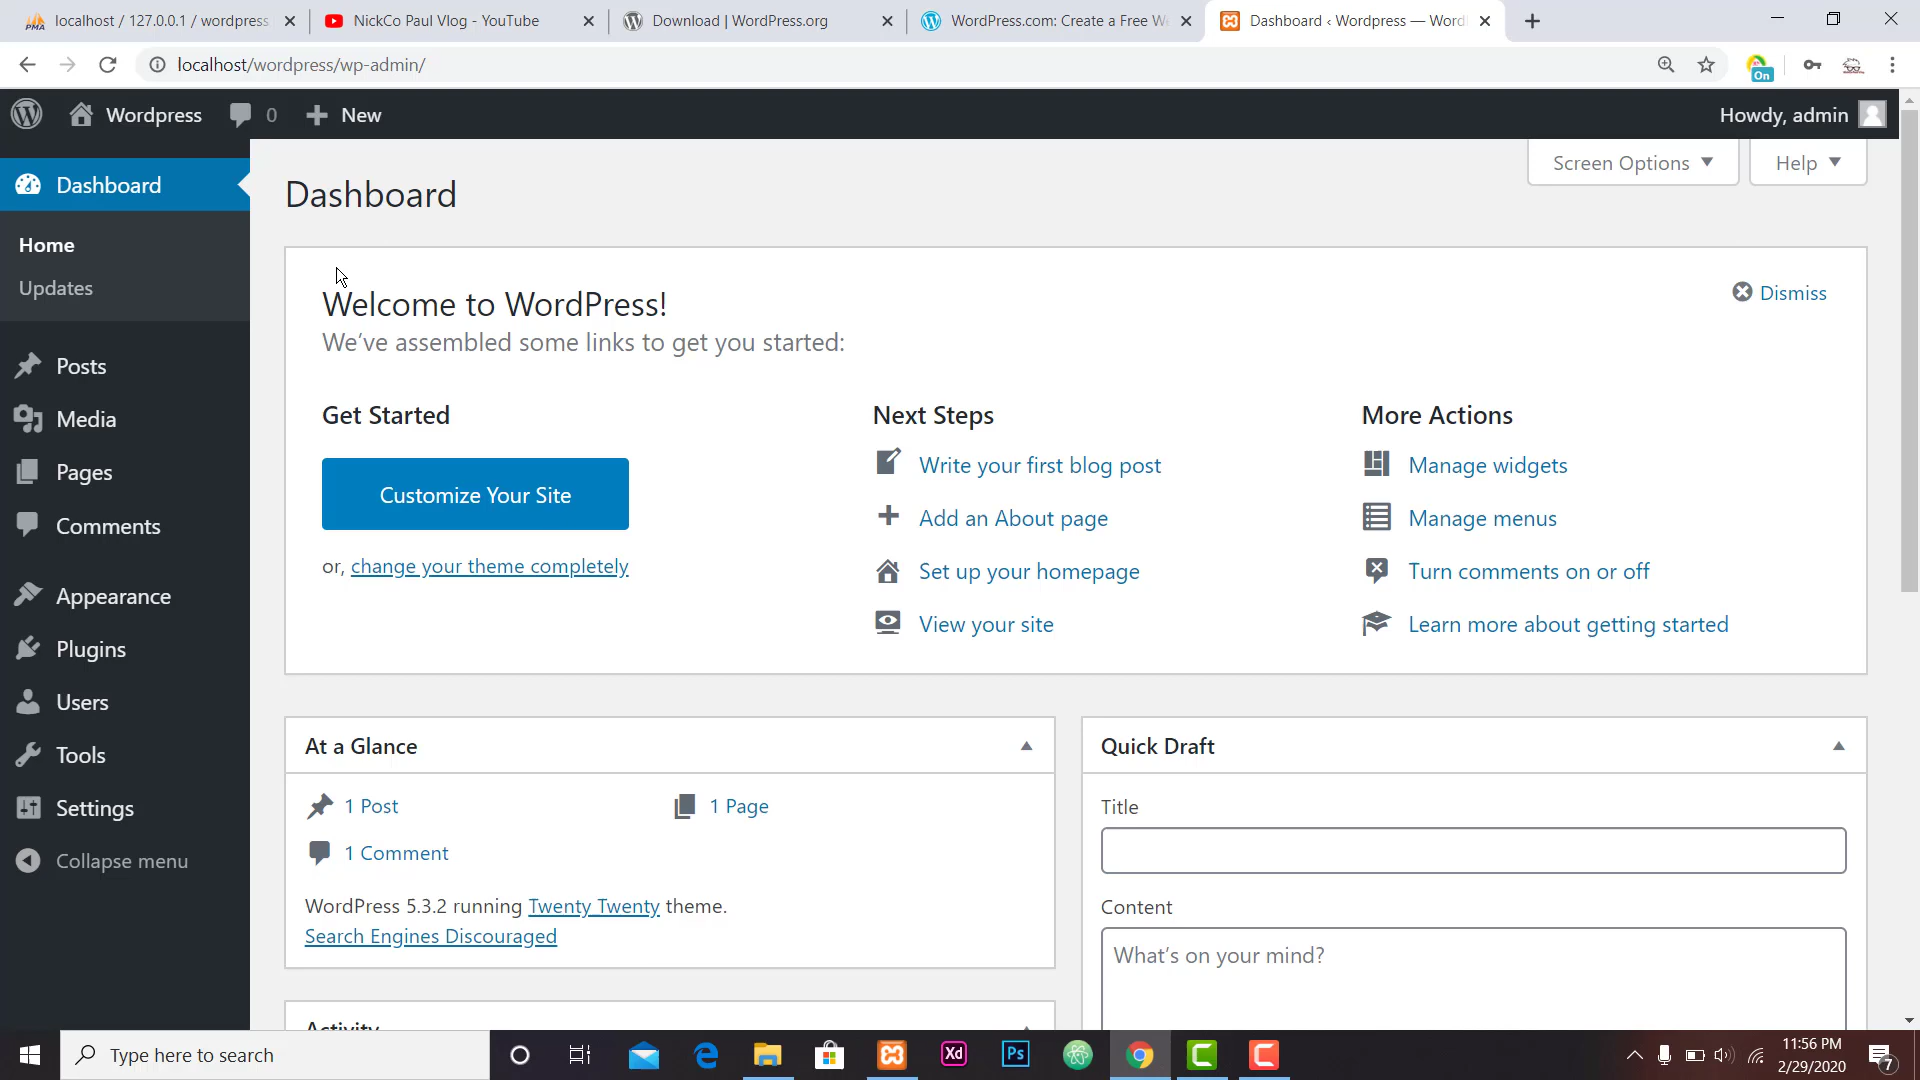 localhost / 127.0.0.1 / wordpress
NickCo Paul Vlog - YouTube
Download | WordPress.org
WordPress.com: Create a Free We
Dashboard ‹ Wordpress — Word
localhost/wordpress/wp-admin/
On
Wordpress
0
New
Howdy, admin
Dashboard
Home
Updates
Posts
Media
Pages
Comments
Appearance
Plugins
Users
Tools
Settings
Collapse menu
Screen Options
Help
Dashboard
Welcome to WordPress!
We've assembled some links to get you started:
Dismiss
Get Started
Customize Your Site
or, change your theme completely
Next Steps
Write your first blog post
Add an About page
Set up your homepage
View your site
More Actions
Manage widgets
Manage menus
Turn comments on or off
Learn more about getting started
At a Glance
1 Post
1 Page
1 Comment
WordPress 5.3.2 running Twenty Twenty theme.
Search Engines Discouraged
Activity
Quick Draft
Title
Content
What's on your mind?
Type here to search
Xd
Ps
11:56 PM
2/29/2020
7